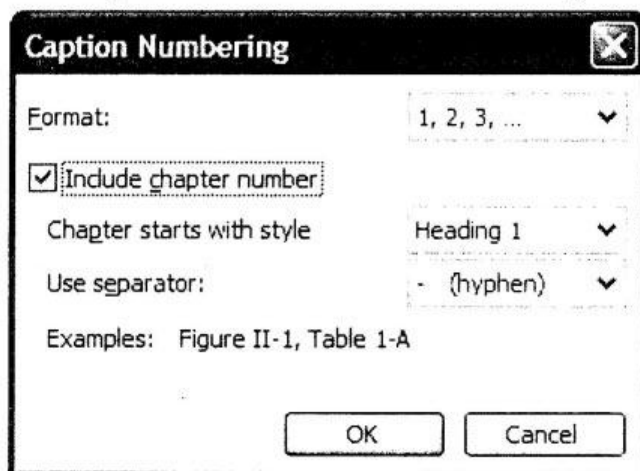 Caption Numbering
Format: 1, 2, 3, ...
Include chapter number
Chapter starts with style Heading 1
Use separator: - (hyphen)
Examples: Figure II-1, Table 1-A
OK Cancel